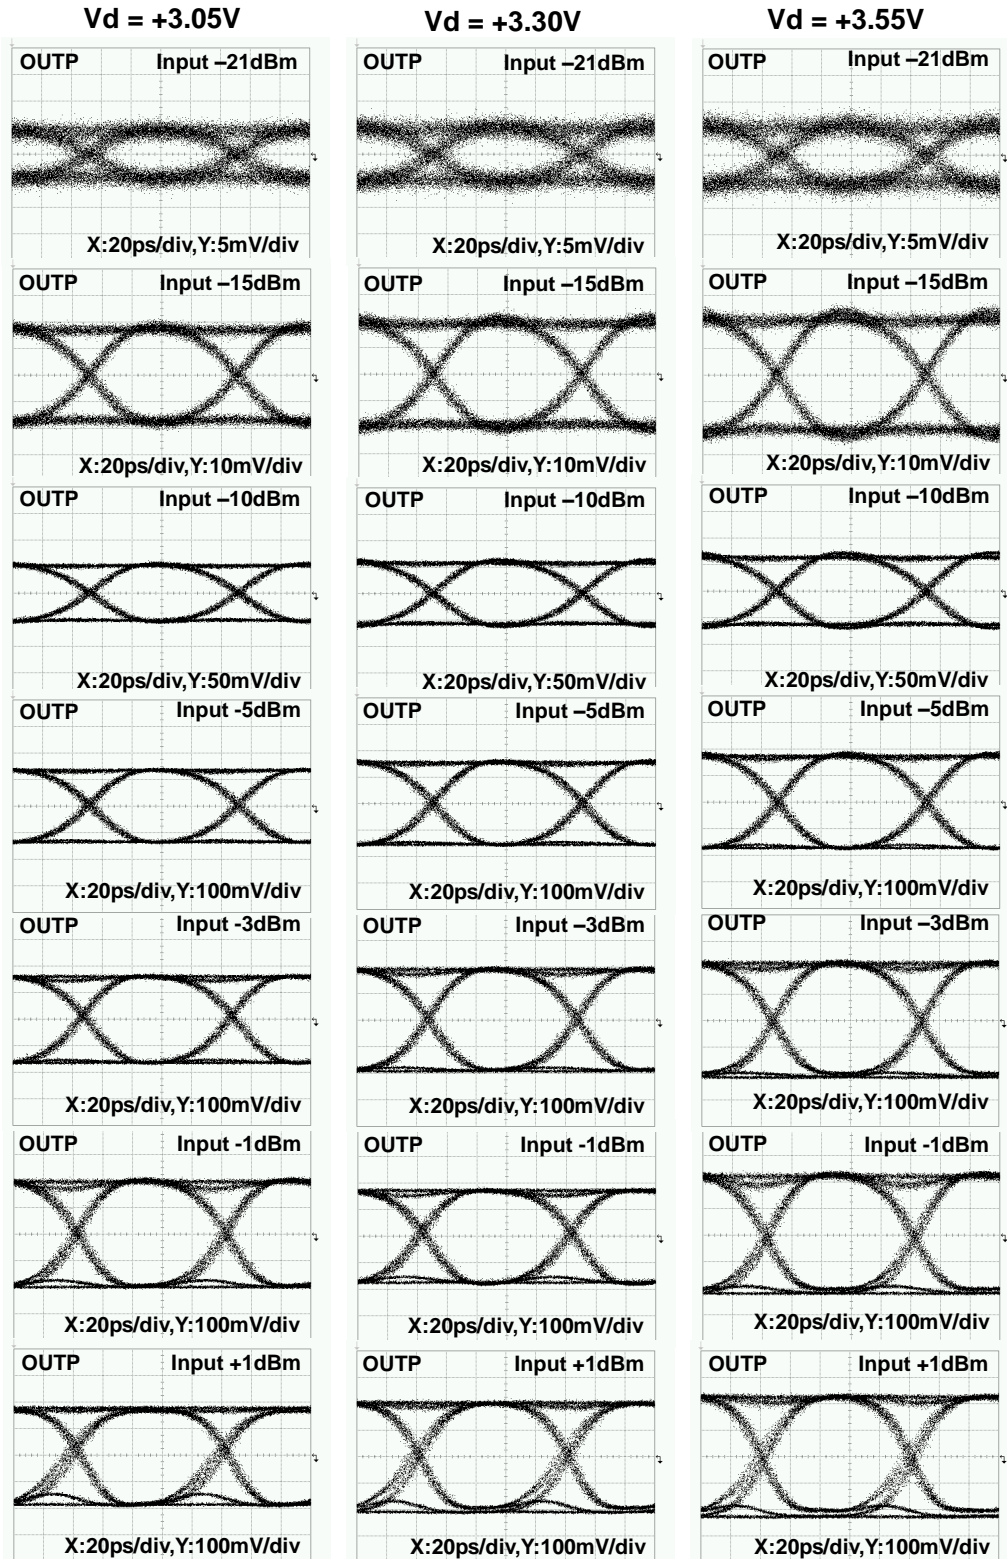 Vd = +3.05V Vd = +3.30V Vd = +3.55V
OUTP Input –21dBm OUTP Input –21dBm OUTP Input –21dBm
X:20ps/div,Y:5mV/div X:20ps/div,Y:5mV/div X:20ps/div,Y:5mV/div
OUTP Input –15dBm OUTP Input –15dBm OUTP Input –15dBm
X:20ps/div,Y:10mV/div X:20ps/div,Y:10mV/div X:20ps/div,Y:10mV/div
OUTP Input –10dBm OUTP Input –10dBm OUTP Input –10dBm
X:20ps/div,Y:50mV/div X:20ps/div,Y:50mV/div X:20ps/div,Y:50mV/div
OUTP Input -5dBm OUTP Input –5dBm OUTP Input –5dBm
X:20ps/div,Y:100mV/div X:20ps/div,Y:100mV/div X:20ps/div,Y:100mV/div
OUTP Input -3dBm OUTP Input –3dBm OUTP Input –3dBm
X:20ps/div,Y:100mV/div X:20ps/div,Y:100mV/div X:20ps/div,Y:100mV/div
OUTP Input -1dBm OUTP Input -1dBm OUTP Input -1dBm
X:20ps/div,Y:100mV/div X:20ps/div,Y:100mV/div X:20ps/div,Y:100mV/div
OUTP Input +1dBm OUTP Input +1dBm OUTP Input +1dBm
X:20ps/div,Y:100mV/div X:20ps/div,Y:100mV/div X:20ps/div,Y:100mV/div